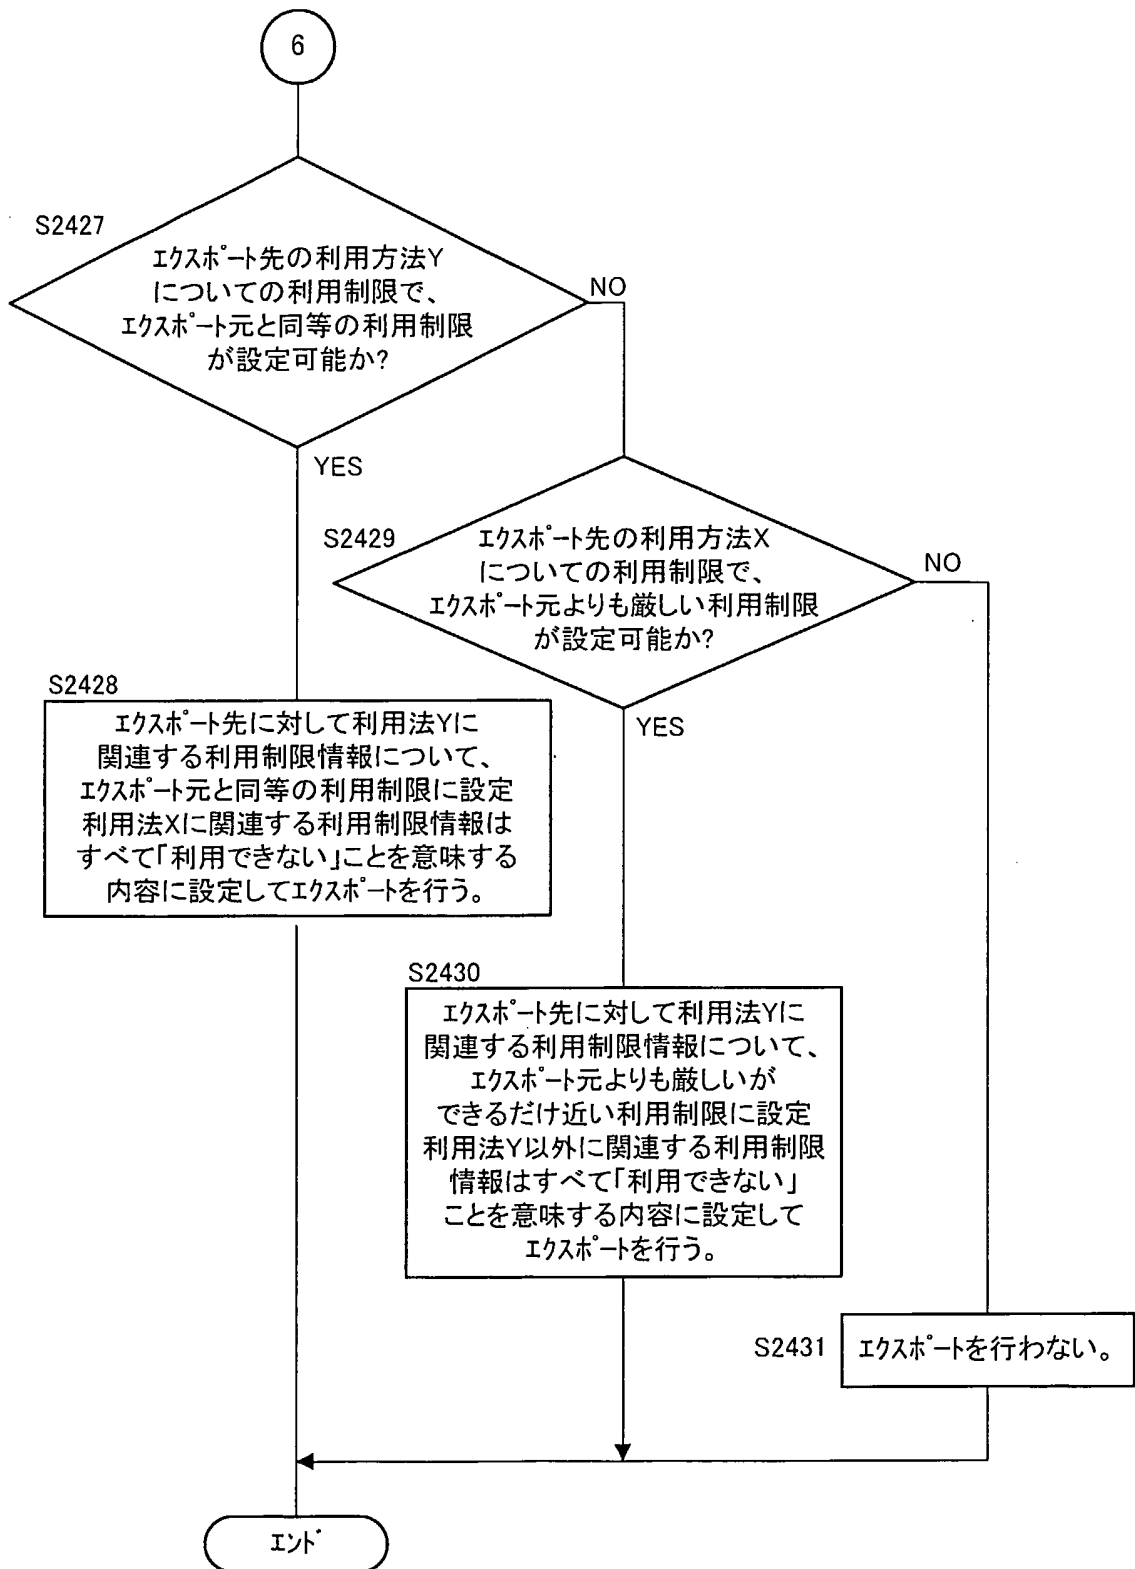 6
S2427
エクスポート先の利用方法Y
についての利用制限で、
エクスポート元と同等の利用制限
が設定可能か?
NO
YES
S2429
エクスポート先の利用方法X
についての利用制限で、
エクスポート元よりも厳しい利用制限
が設定可能か?
NO
YES
S2428
エクスポート先に対して利用法Yに
関連する利用制限情報について、
エクスポート元と同等の利用制限に設定
利用法Xに関連する利用制限情報は
すべて「利用できない」ことを意味する
内容に設定してエクスポートを行う。
S2430
エクスポート先に対して利用法Yに
関連する利用制限情報について、
エクスポート元よりも厳しいが
できるだけ近い利用制限に設定
利用法Y以外に関連する利用制限
情報はすべて「利用できない」
ことを意味する内容に設定して
エクスポートを行う。
S2431
エクスポートを行わない。
エンド